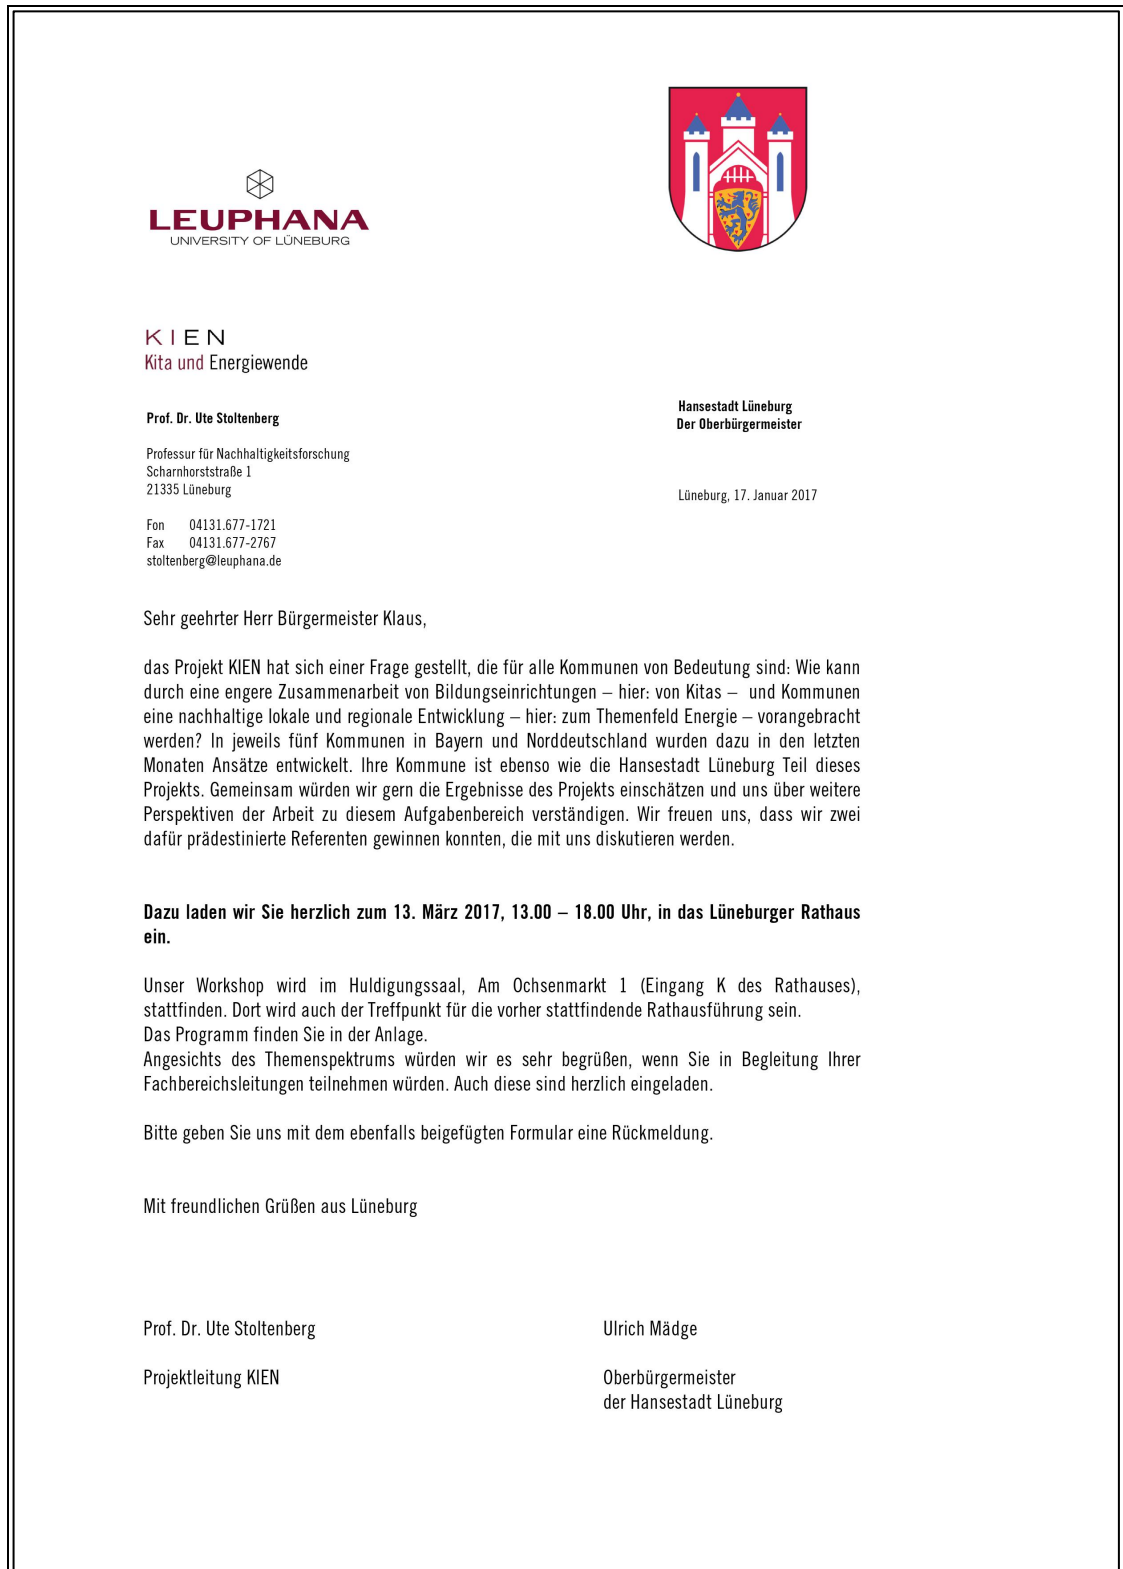 LEUPHANA
UNIVERSITY OF LÜNEBURG
KIEN
Kita und Energiewende
Prof. Dr. Ute Stoltenberg
Professur für Nachhaltigkeitsforschung
Scharnhorststraße 1
21335 Lüneburg
Fon 04131.677-1721
Fax 04131.677-2767
stoltenberg@leuphana.de
Hansestadt Lüneburg
Der Oberbürgermeister
Lüneburg, 17. Januar 2017
Sehr geehrter Herr Bürgermeister Klaus,
das Projekt KIEN hat sich einer Frage gestellt, die für alle Kommunen von Bedeutung sind: Wie kann
durch eine engere Zusammenarbeit von Bildungseinrichtungen – hier: von Kitas – und Kommunen
eine nachhaltige lokale und regionale Entwicklung – hier: zum Themenfeld Energie – vorangebracht
werden? In jeweils fünf Kommunen in Bayern und Norddeutschland wurden dazu in den letzten
Monaten Ansätze entwickelt. Ihre Kommune ist ebenso wie die Hansestadt Lüneburg Teil dieses
Projekts. Gemeinsam würden wir gern die Ergebnisse des Projekts einschätzen und uns über weitere
Perspektiven der Arbeit zu diesem Aufgabenbereich verständigen. Wir freuen uns, dass wir zwei
dafür prädestinierte Referenten gewinnen konnten, die mit uns diskutieren werden.
Dazu laden wir Sie herzlich zum 13. März 2017, 13.00 – 18.00 Uhr, in das Lüneburger Rathaus
ein.
Unser Workshop wird im Huldigungssaal, Am Ochsenmarkt 1 (Eingang K des Rathauses),
stattfinden. Dort wird auch der Treffpunkt für die vorher stattfindende Rathausführung sein.
Das Programm finden Sie in der Anlage.
Angesichts des Themenspektrums würden wir es sehr begrüßen, wenn Sie in Begleitung Ihrer
Fachbereichsleitungen teilnehmen würden. Auch diese sind herzlich eingeladen.
Bitte geben Sie uns mit dem ebenfalls beigefügten Formular eine Rückmeldung.
Mit freundlichen Grüßen aus Lüneburg
Prof. Dr. Ute Stoltenberg
Projektleitung KIEN
Ulrich Mädge
Oberbürgermeister
der Hansestadt Lüneburg